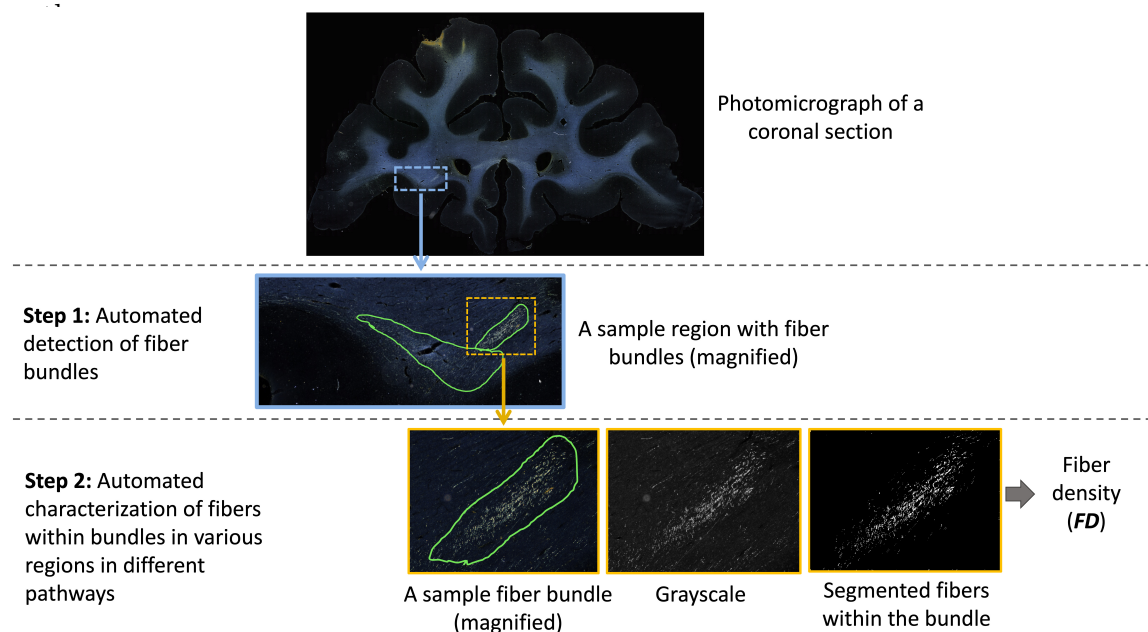 Photomicrograph of a
coronal section
Step 1: Automated
detection of fiber
bundles
A sample region with fiber
bundles (magnified)
Step 2: Automated
characterization of fibers
within bundles in various
regions in different
pathways
A sample fiber bundle
(magnified)
Grayscale
Segmented fibers
within the bundle
Fiber
density
(FD)